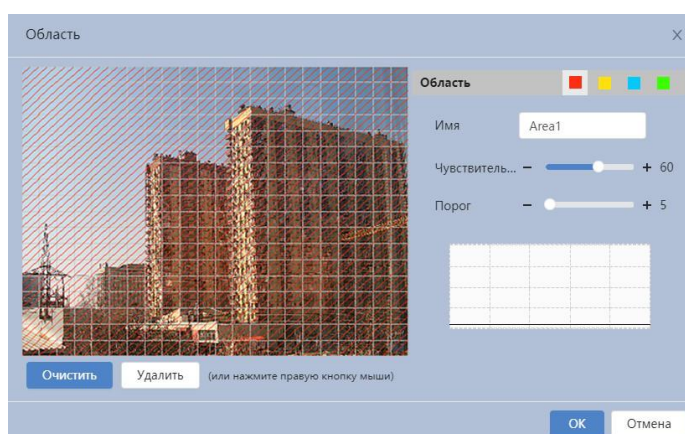 Область X
Область
Имя Area1
Чувствитель... − + 60
Порог − + 5
Очистить Удалить (или нажмите правую кнопку мыши)
OK Отмена